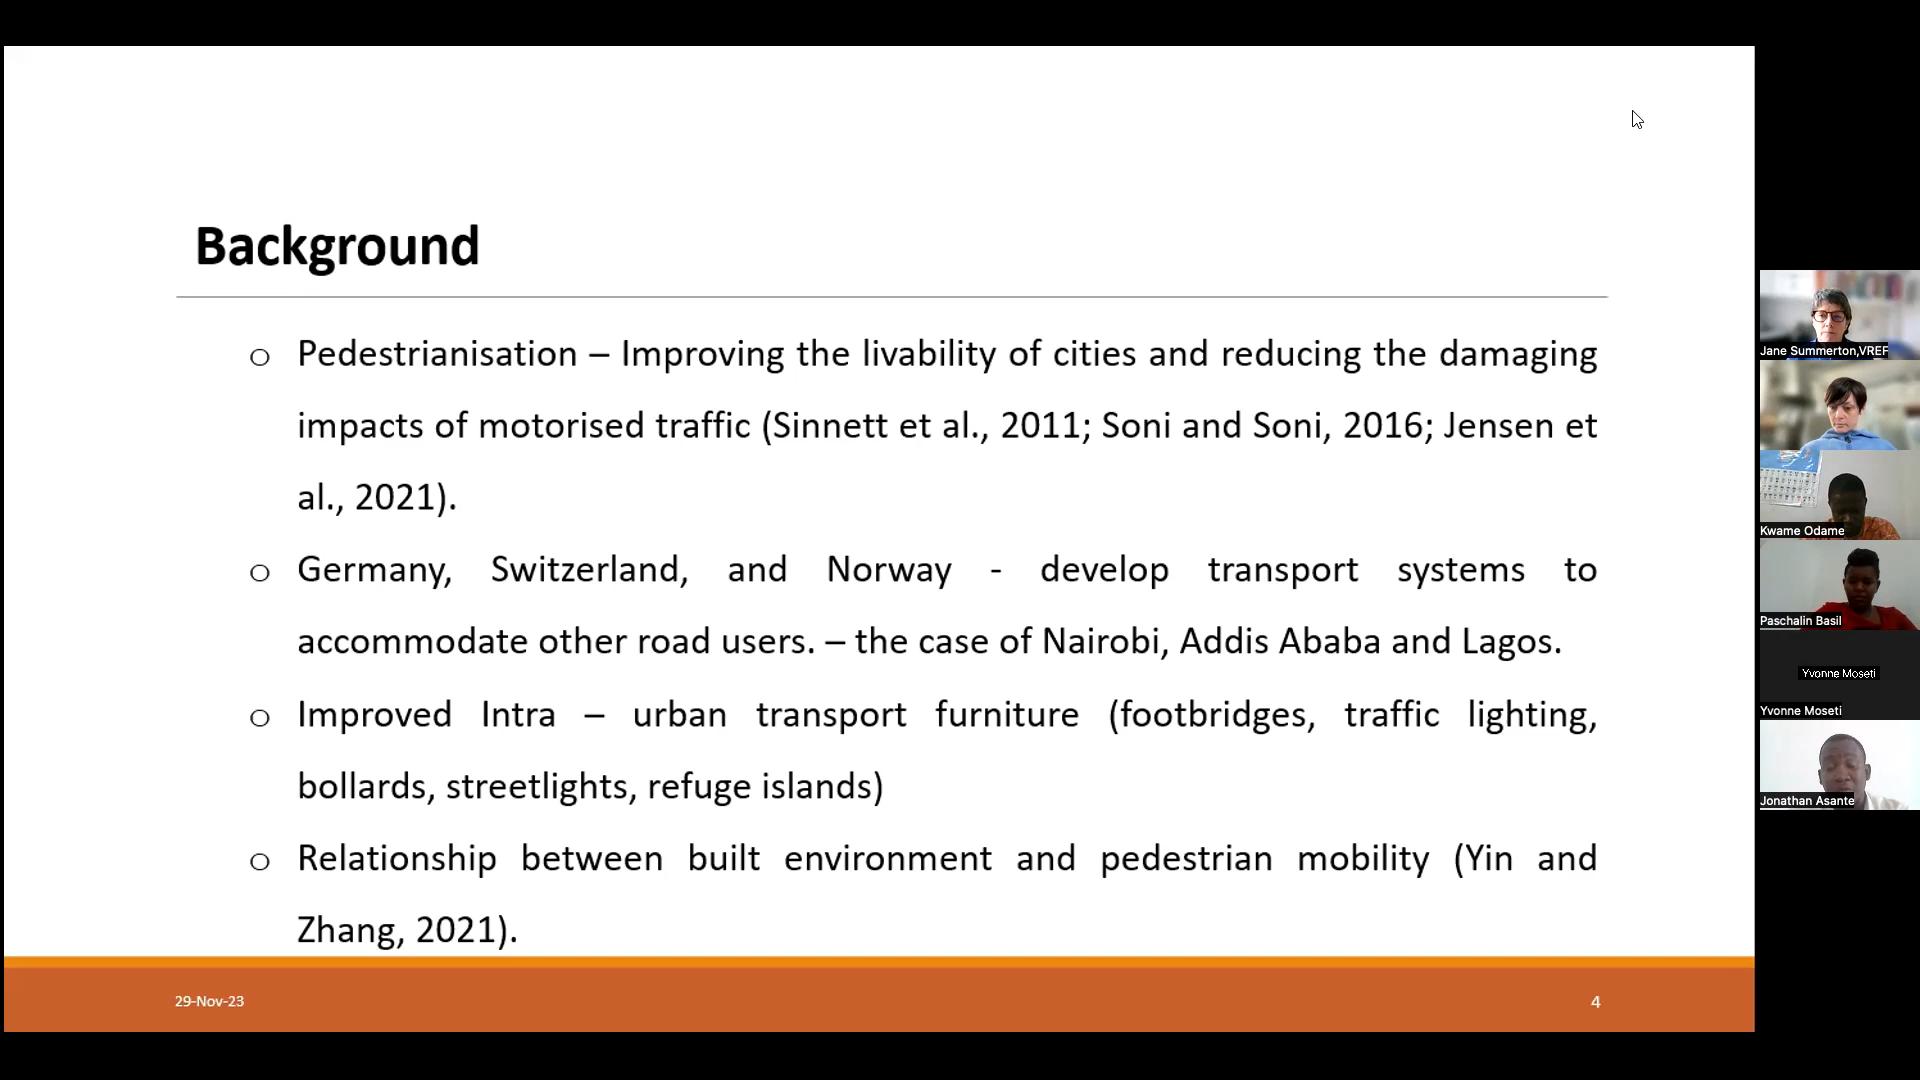 Background
o Pedestrianisation – Improving the livability of cities and reducing the damaging
impacts of motorised traffic (Sinnett et al., 2011; Soni and Soni, 2016; Jensen et
al., 2021).
o Germany, Switzerland, and Norway - develop transport systems to
accommodate other road users. – the case of Nairobi, Addis Ababa and Lagos.
o Improved Intra – urban transport furniture (footbridges, traffic lighting,
bollards, streetlights, refuge islands)
o Relationship between built environment and pedestrian mobility (Yin and
Zhang, 2021).
29-Nov-23
4
Jane Summerton,VREF
Kwame Odame
Paschalin Basil
Yvonne Moseti
Yvonne Moseti
Jonathan Asante